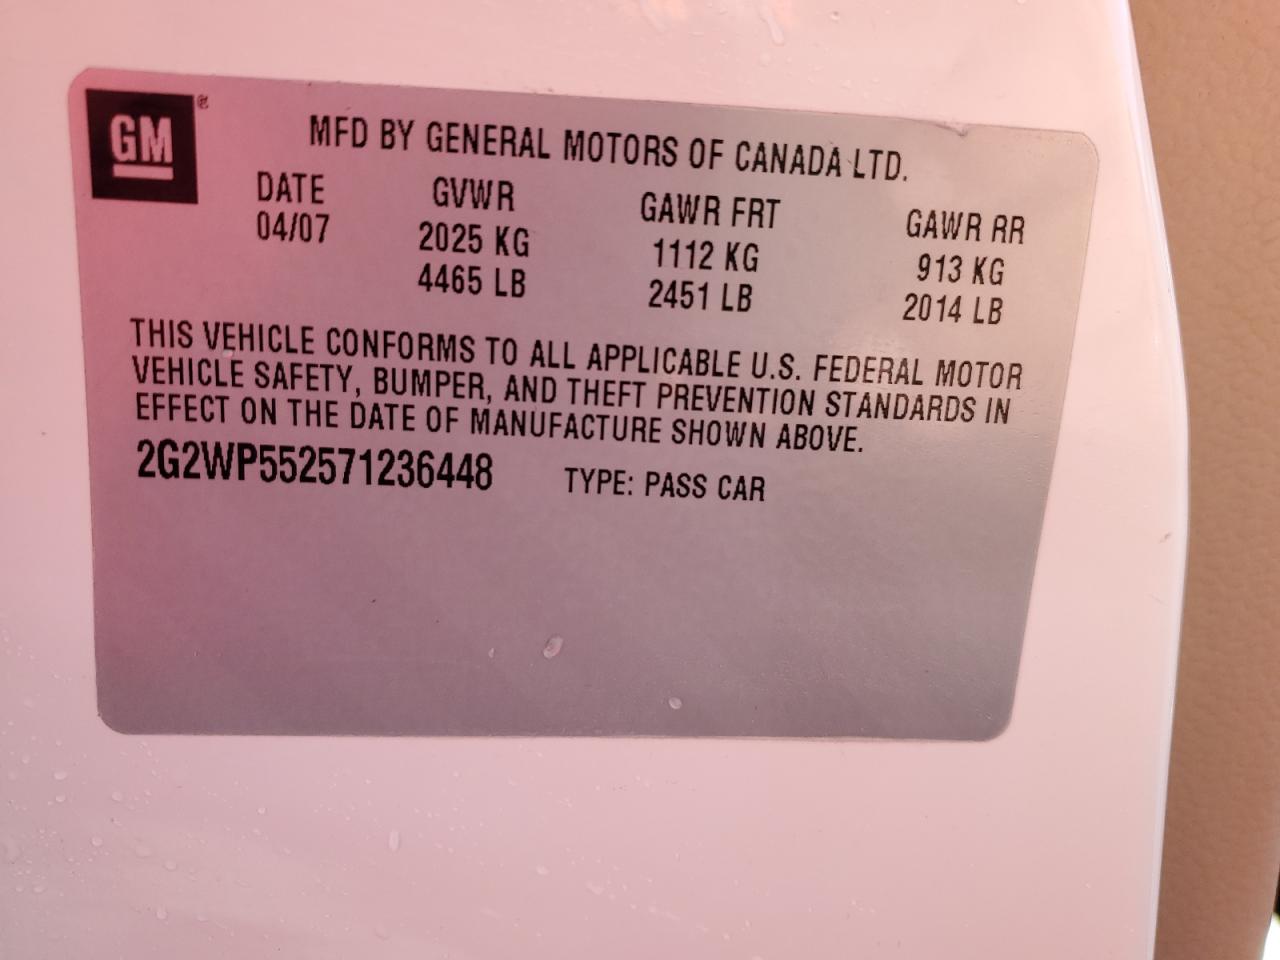 GM ®
MFD BY GENERAL MOTORS OF CANADA LTD.
DATE GVWR GAWR FRT GAWR RR
04/07 2025 KG 1112 KG 913 KG
4465 LB 2451 LB 2014 LB
THIS VEHICLE CONFORMS TO ALL APPLICABLE U.S. FEDERAL MOTOR
VEHICLE SAFETY, BUMPER, AND THEFT PREVENTION STANDARDS IN
EFFECT ON THE DATE OF MANUFACTURE SHOWN ABOVE.
2G2WP552571236448 TYPE: PASS CAR